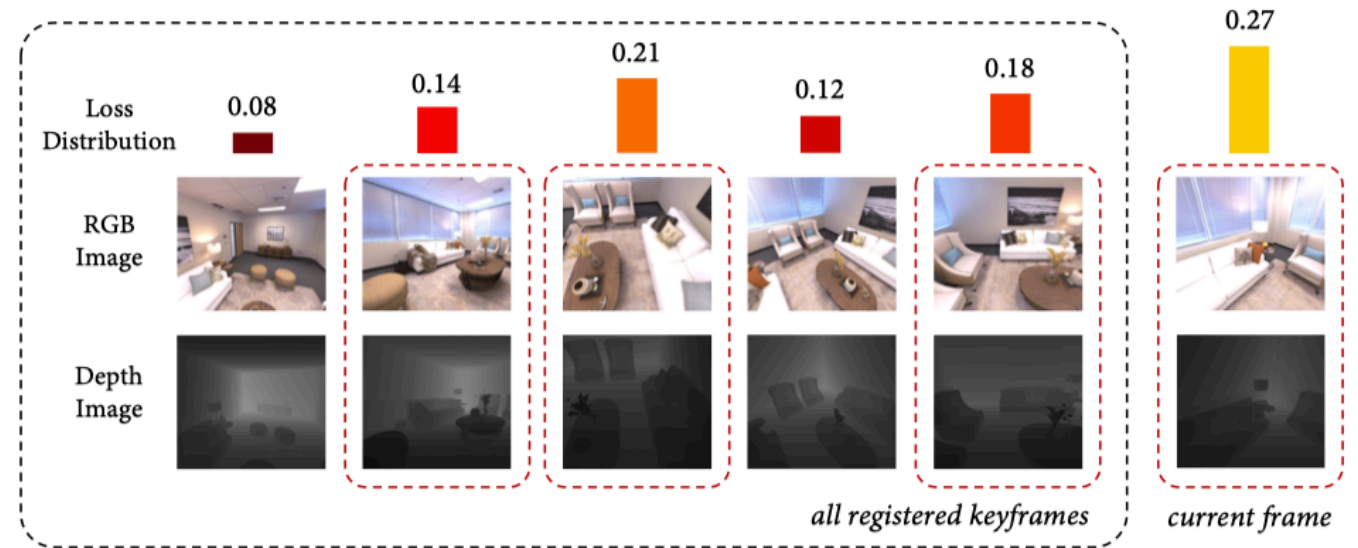 0.27
0.21
0.18
0.14
0.12
0.08
Loss
Distribution
RGB
Image
Depth
Image
all registered keyframes
current frame